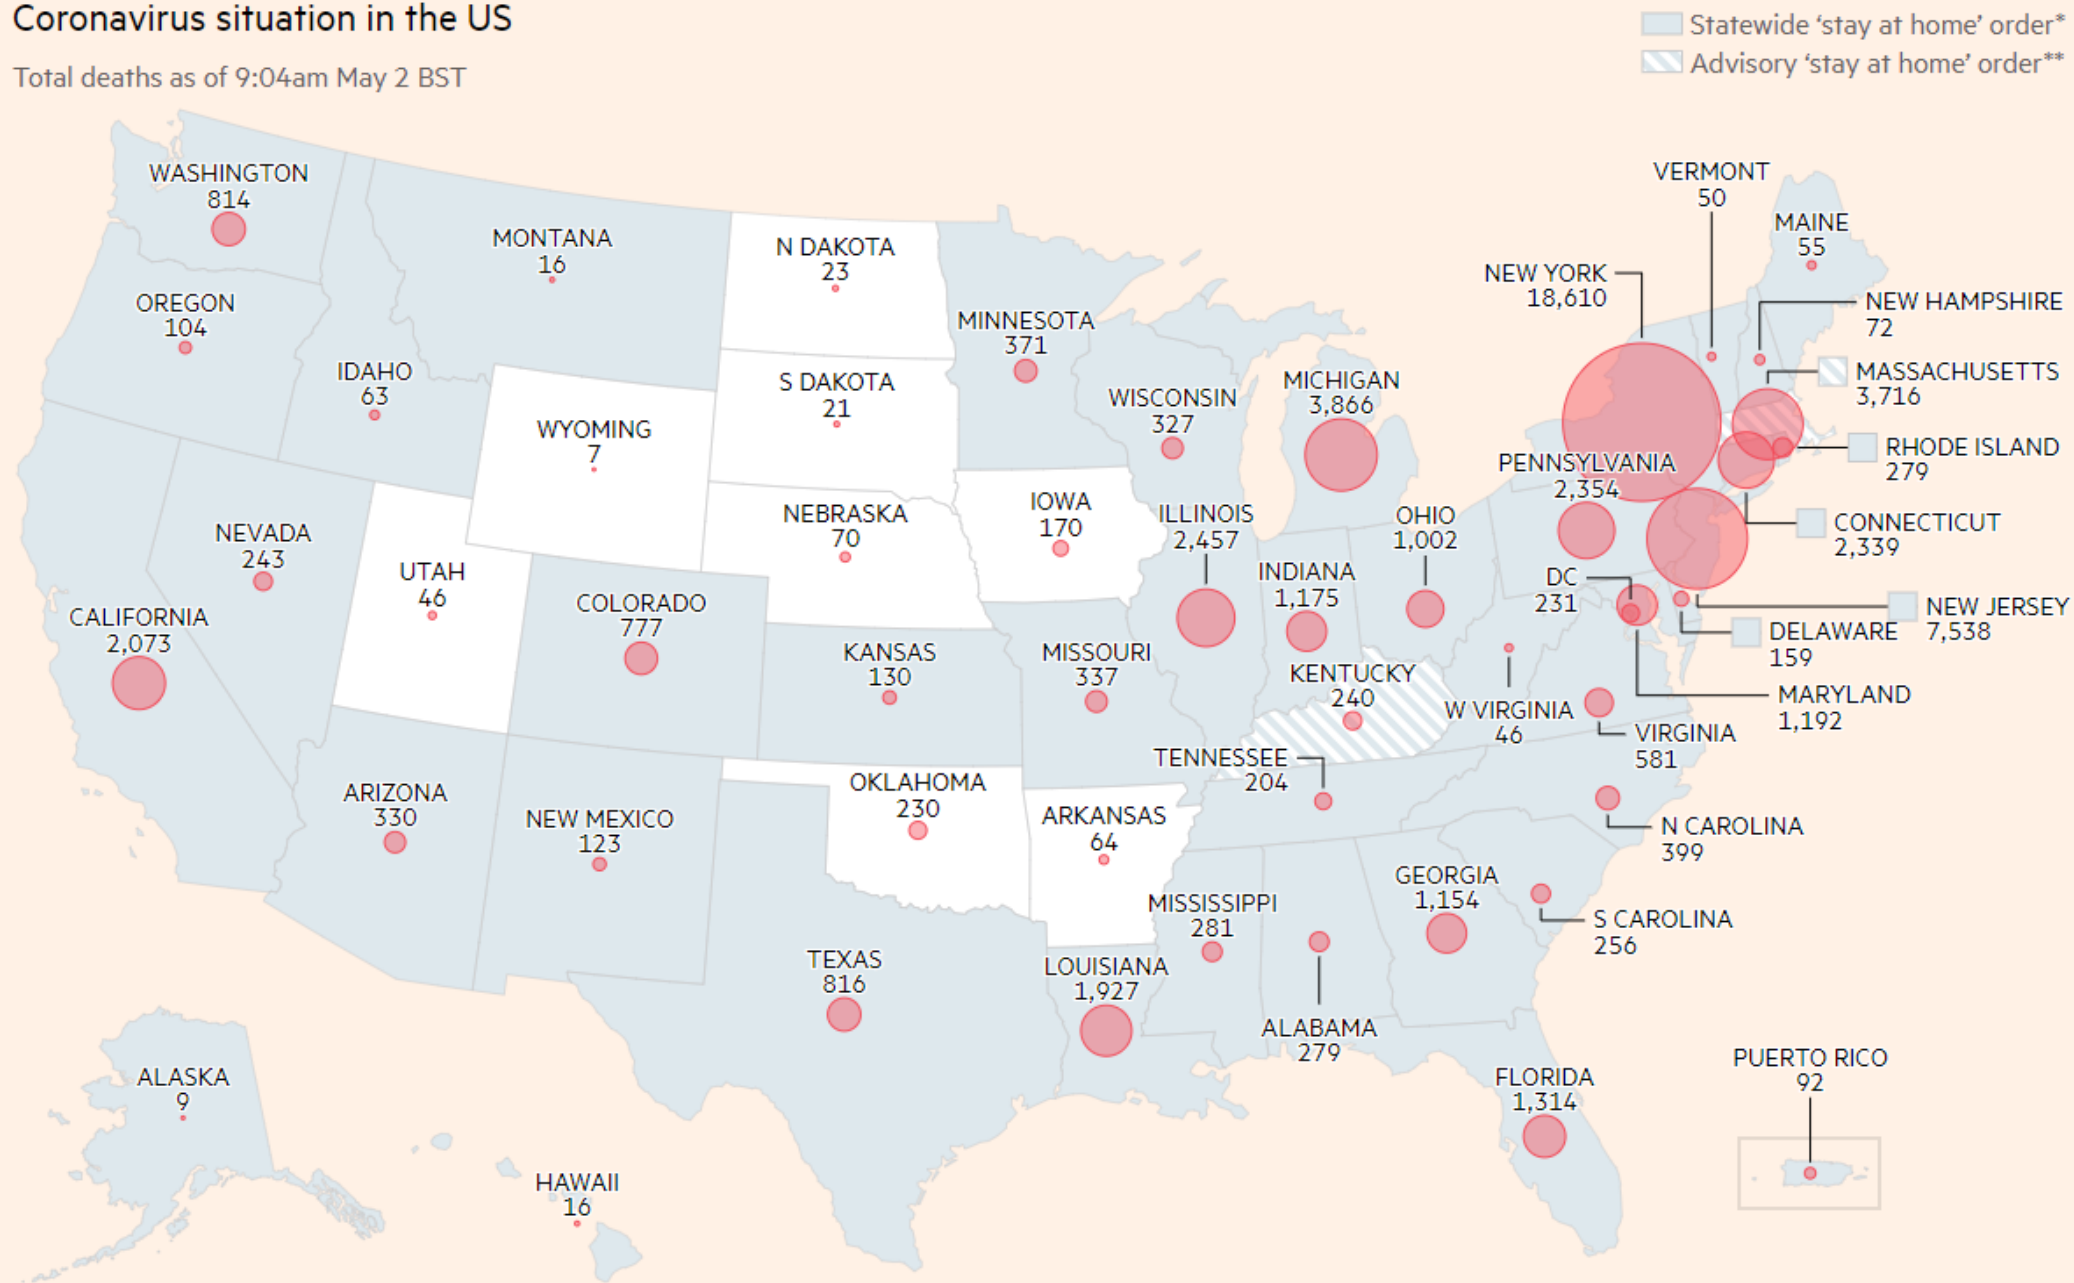 Coronavirus situation in the US
Total deaths as of 9:04am May 2 BST
Statewide ‘stay at home’ order*
Advisory ‘stay at home’ order**
WASHINGTON
814
OREGON
104
IDAHO
63
MONTANA
16
N DAKOTA
23
S DAKOTA
21
WYOMING
7
NEBRASKA
70
MINNESOTA
371
WISCONSIN
327
MICHIGAN
3,866
IOWA
170
ILLINOIS
2,457
INDIANA
1,175
OHIO
1,002
NEVADA
243
UTAH
46
CALIFORNIA
2,073
COLORADO
777
KANSAS
130
MISSOURI
337
KENTUCKY
240
TENNESSEE
204
ARIZONA
330
NEW MEXICO
123
OKLAHOMA
230
ARKANSAS
64
TEXAS
816
LOUISIANA
1,927
MISSISSIPPI
281
ALABAMA
279
GEORGIA
1,154
FLORIDA
1,314
S CAROLINA
256
N CAROLINA
399
VIRGINIA
581
W VIRGINIA
46
MARYLAND
1,192
DC
231
DELAWARE
159
NEW JERSEY
7,538
PENNSYLVANIA
2,354
CONNECTICUT
2,339
RHODE ISLAND
279
MASSACHUSETTS
3,716
NEW HAMPSHIRE
72
NEW YORK
18,610
VERMONT
50
MAINE
55
ALASKA
9
HAWAII
16
PUERTO RICO
92